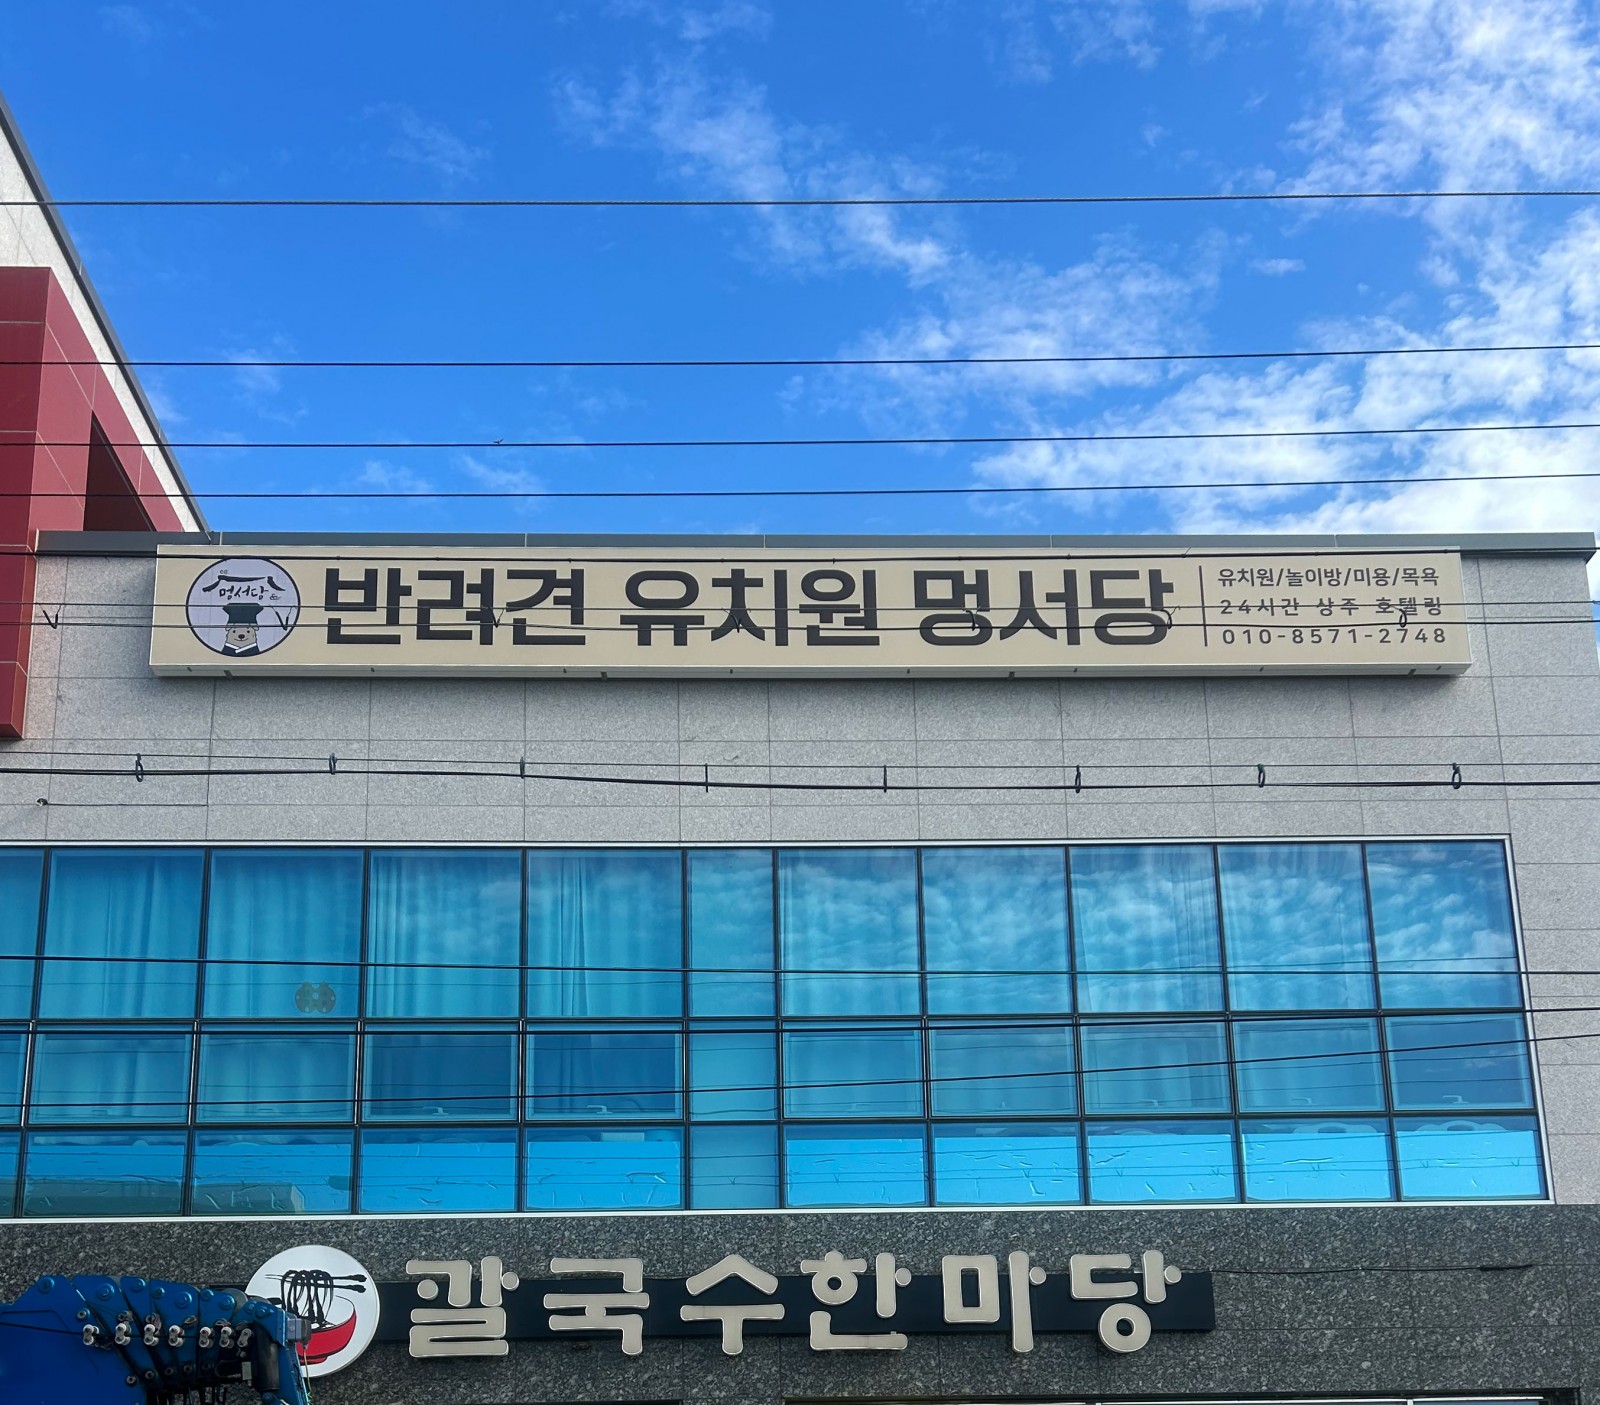 멍서당
반려견 유치원 멍서당
유치원/놀이방/미용/목욕
24시간 상주 호텔링
010-8571-2748
칼국수한마당